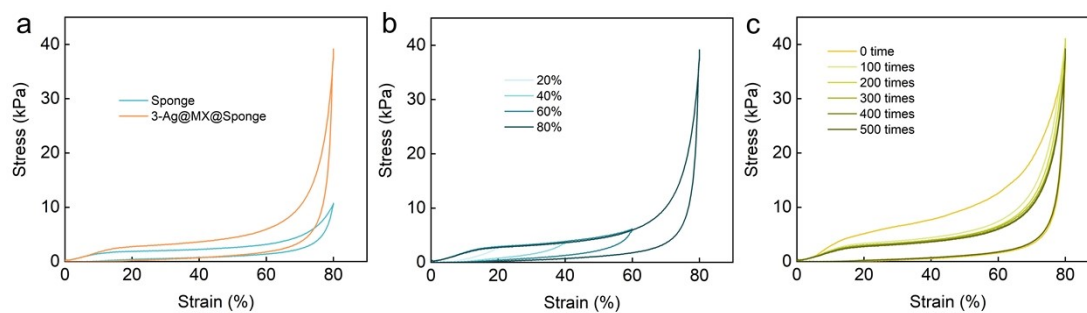 a
40
30
20
10
0
Stress (kPa)
Sponge
3-Ag@MX@Sponge
0 20 40 60 80
Strain (%)
b
40
30
20
10
0
Stress (kPa)
20%
40%
60%
80%
0 20 40 60 80
Strain (%)
c
40
30
20
10
0
Stress (kPa)
0 time
100 times
200 times
300 times
400 times
500 times
0 20 40 60 80
Strain (%)